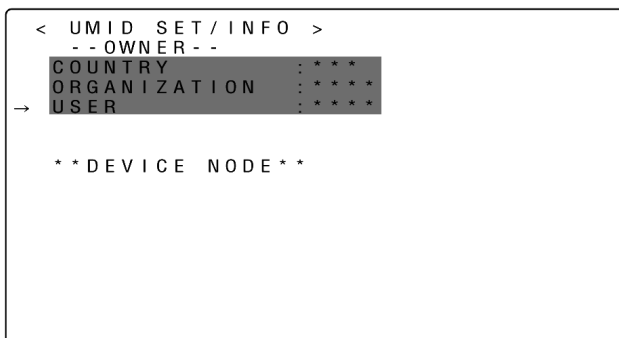 < UMID SET/INFO >
--OWNER--
COUNTRY :***
ORGANIZATION :****
→ USER :****
**DEVICE NODE**